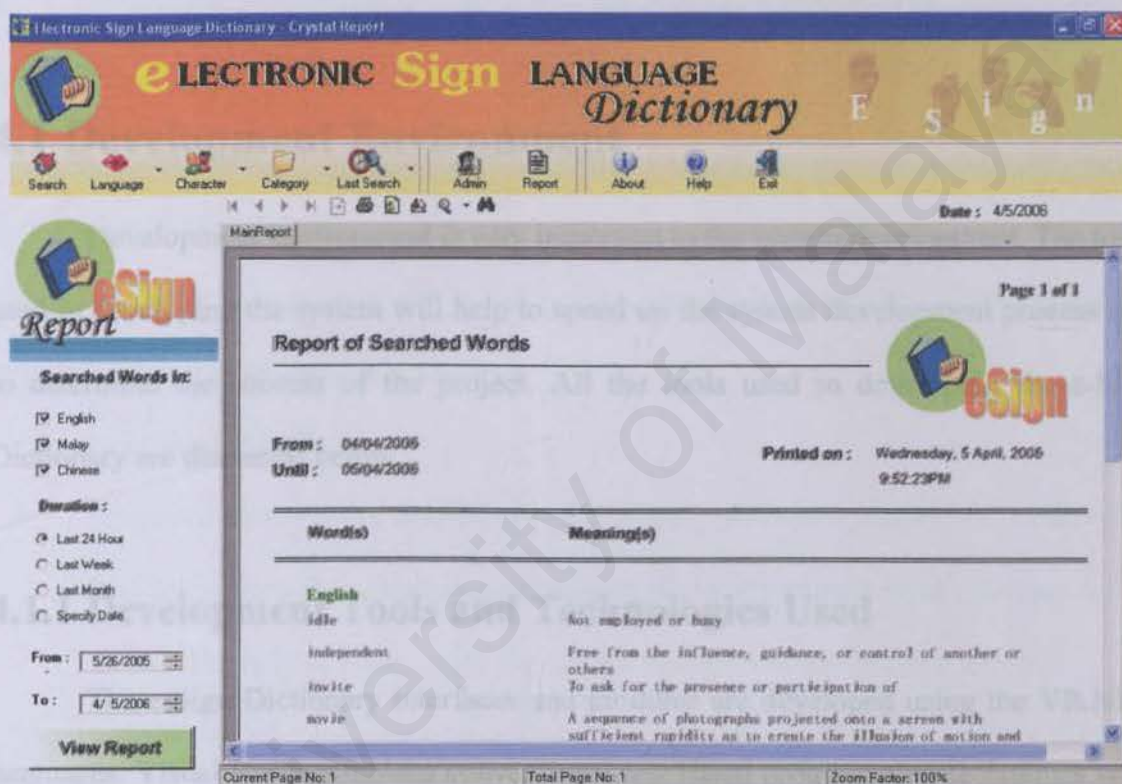 Electronic Sign Language Dictionary - Crystal Report
eLECTRONIC Sign LANGUAGE
Dictionary
E S i g n
Search Language Character Category Last Search Admin Report About Help Exit
Date : 4/5/2006
MainReport
eSign
Report
Searched Words in:
English
Malay
Chinese
Duration :
Last 24 Hour
Last Week
Last Month
Specify Date
From : 5/26/2005
To : 4/ 5/2006
View Report
Page 1 of 1
Report of Searched Words
eSign
From : 04/04/2006
Until : 05/04/2006
Printed on : Wednesday, 5 April, 2006
9:52:23PM
Word(s) Meaning(s)
English
idle Not employed or busy
independent Free from the influence, guidance, or control of another or
others
invite To ask for the presence or participation of
movie A sequence of photographs projected onto a screen with
sufficient rapidity as to create the illusion of motion and
Current Page No: 1 Total Page No: 1 Zoom Factor: 100%
University of Malaya